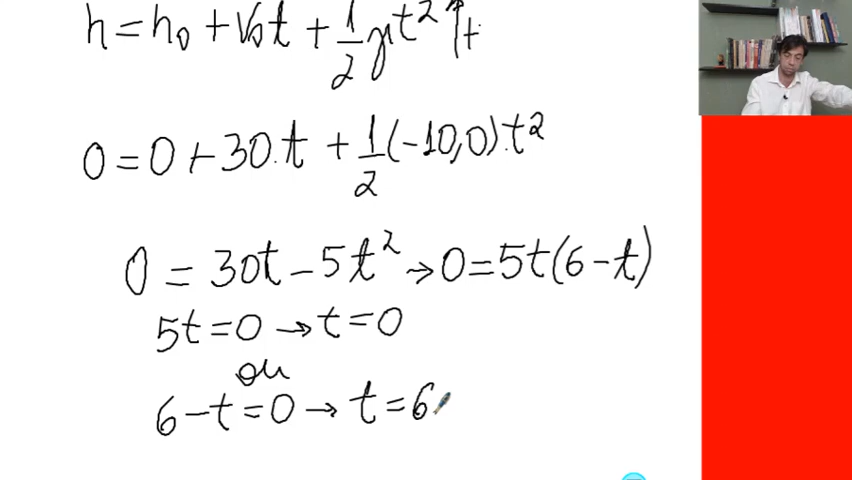 h = h₀ + V₀t + 1/2 gt² ↑+
0 = 0 + 30.t + 1/2 (-10,0).t²
0 = 30t - 5t² → 0 = 5t(6 - t)
5t = 0 → t = 0
ou
6 - t = 0 → t = 6